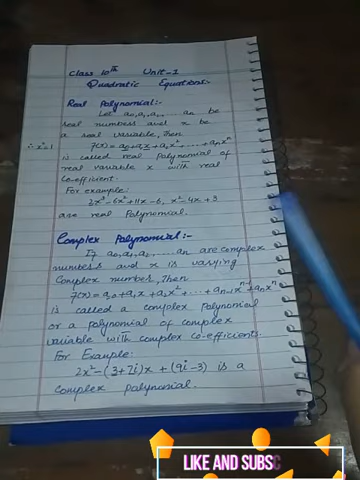 Class 10th Unit-1
Quadratic Equations.
Real Polynomial:-
Let a₀, a₁, a₂, ..... aₙ be
real numbers and x be
a real variable, Then
∴ x⁰=1
f(x) = a₀ + a₁x + a₂x² + ..... + aₙxⁿ
is called real Polynomial of
real variable x with real
Co-efficient.
For example:
2x³-6x²+11x-6, x²-4x+3
are real Polynomial.
Complex Polynomial:-
If a₀, a₁, a₂, ..... aₙ are complex
numbers and x is varying
Complex number, Then
f(x) = a₀ + a₁x + a₂x² + ... + aₙ₋₁xⁿ⁻¹ + aₙxⁿ
is called a complex polynomial
or a polynomial of complex
variable with complex co-efficients.
For Example:
2x² - (3+7i)x + (9i-3) is a
Complex polynomial.
LIKE AND SUBSC